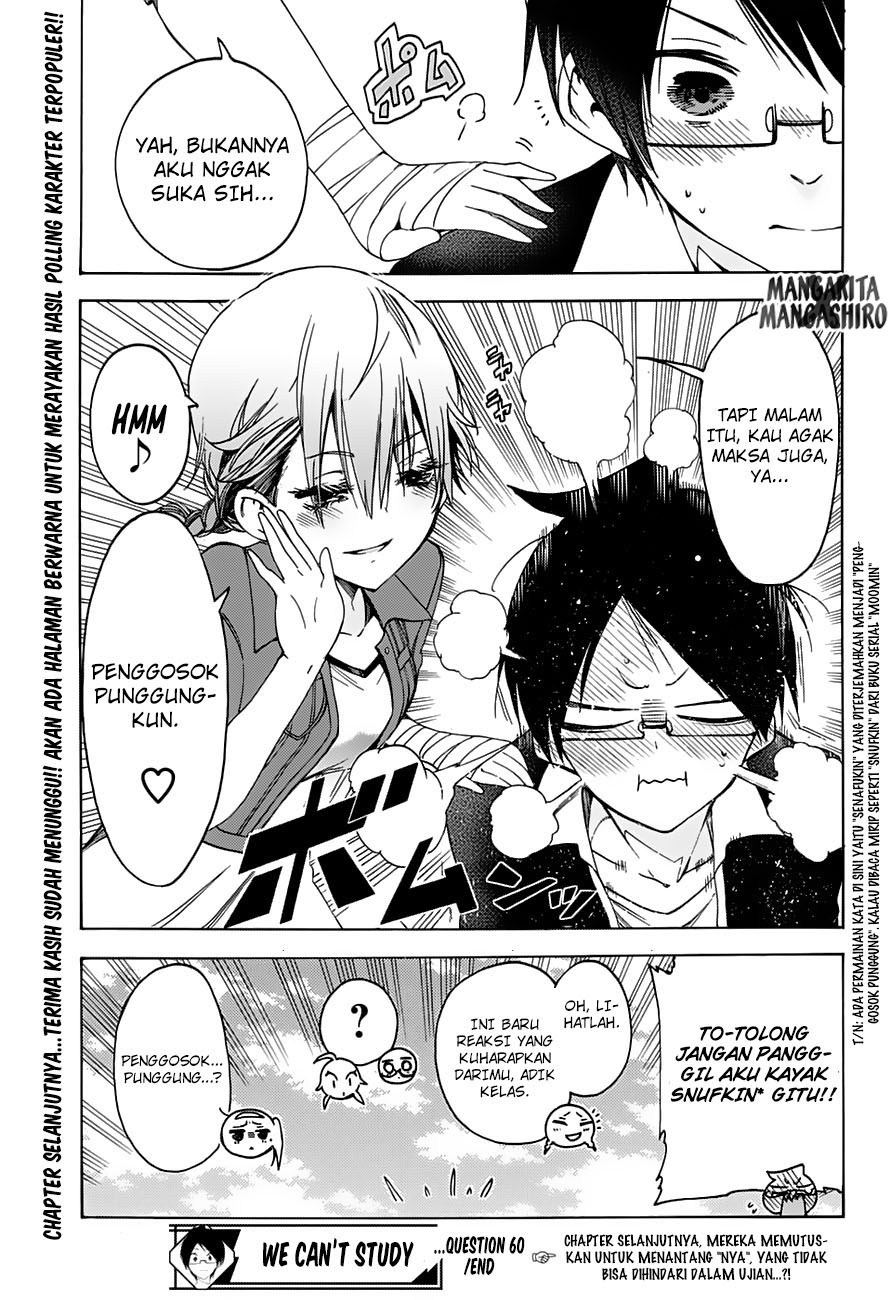 YAH, BUKANNYA
AKU NGGAK
SUKA SIH...
ポム
MANGAKITA
MANGASHIRO
TAPI MALAM
ITU, KAU AGAK
MAKSA JUGA,
YA...
HMM
♪
PENGGOSOK
PUNGGUNG-
KUN.
♡
ボムンッ
TO-TOLONG
JANGAN PANGG-
GIL AKU KAYAK
SNUFKIN* GITU!!
OH, LI-
HATLAH.
INI BARU
REAKSI YANG
KUHARAPKAN
DARIMU, ADIK
KELAS.
?
PENGGOSOK...
PUNGGUNG...?
CHAPTER SELANJUTNYA...TERIMA KASIH SUDAH MENUNGGU!! AKAN ADA HALAMAN BERWARNA UNTUK MERAYAKAN HASIL POLLING KARAKTER TERPOPULER!!
T/N: ADA PERMAINAN KATA DI SINI YAITU "SENAFUKIN" YANG DITERJEMAHKAN MENJADI "PENG-
GOSOK PUNGGUNG", KALAU DIBACA MIRIP SEPERTI "SNUFKIN" DARI BUKU SERIAL "MOOMIN"
WE CAN'T STUDY
...QUESTION 60
/END
☞ CHAPTER SELANJUTNYA, MEREKA MEMUTUS-
KAN UNTUK MENANTANG "NYA", YANG TIDAK
BISA DIHINDARI DALAM UJIAN...?!